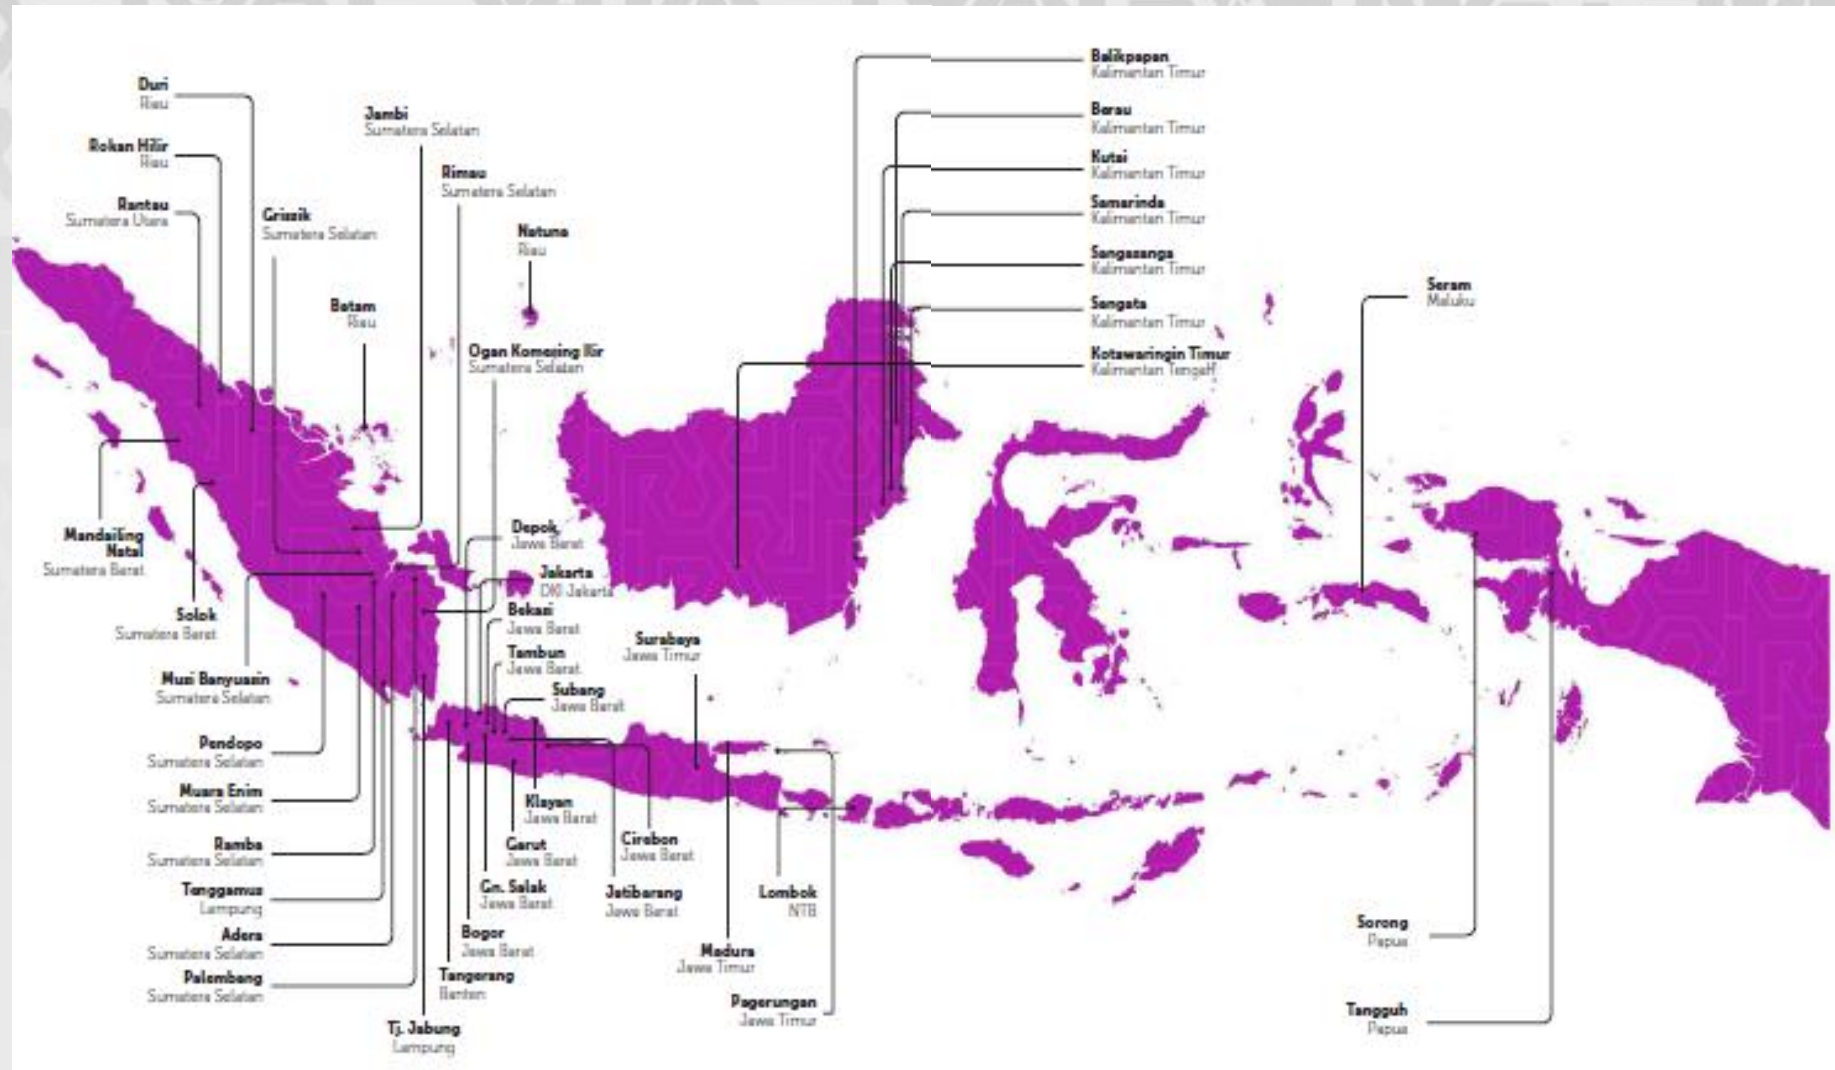 Duri
Riau
Rokan Hilir
Riau
Rantau
Sumatera Utara
Grissik
Sumatera Selatan
Jambi
Sumatera Selatan
Rimau
Sumatera Selatan
Batam
Riau
Natuna
Riau
Ogan Komering Ilir
Sumatera Selatan
Mandailing
Natal
Sumatera Barat
Solok
Sumatera Barat
Musi Banyuasin
Sumatera Selatan
Pendopo
Sumatera Selatan
Muara Enim
Sumatera Selatan
Ramba
Sumatera Selatan
Tanggamus
Lampung
Adera
Sumatera Selatan
Palembang
Sumatera Selatan
Tj. Jabung
Lampung
Depok
Jawa Barat
Jakarta
DKI Jakarta
Bekasi
Jawa Barat
Tambun
Jawa Barat
Subang
Jawa Barat
Surabaya
Jawa Timur
Klayan
Jawa Barat
Garut
Jawa Barat
Gn. Salak
Jawa Barat
Bogor
Jawa Barat
Tangerang
Banten
Cirebon
Jawa Barat
Jatibarang
Jawa Barat
Madura
Jawa Timur
Lombok
NTB
Pagerungan
Jawa Timur
Balikpapan
Kalimantan Timur
Berau
Kalimantan Timur
Kutai
Kalimantan Timur
Samarinda
Kalimantan Timur
Sangasanga
Kalimantan Timur
Sangata
Kalimantan Timur
Kotawaringin Timur
Kalimantan
Seram
Maluku
Sorong
Papua
Tangguh
Papua